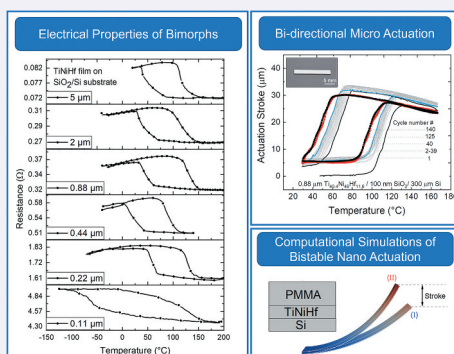 Electrical Properties of Bimorphs
TiNiHf film on
SiO₂/Si substrate
0.082
0.077
0.072
5 µm
0.31
0.29
0.27
2 µm
0.37
0.34
0.32
0.88 µm
0.58
0.54
0.51
0.44 µm
1.83
1.72
1.61
0.22 µm
4.84
4.57
4.30
0.11 µm
Resistance (Ω)
-150 -100 -50 0 50 100 150 200
Temperature (°C)
Bi-directional Micro Actuation
5 mm
Actuation Stroke (µm)
40
30
20
10
0
Cycle number #
140
125
40
2-39
1
0.88 µm Ti₄₀.₄Ni₄₈Hf₁₁.₆ / 100 nm SiO₂/ 300 µm Si
20 40 60 80 100 120 140 160 180
Temperature (°C)
Computational Simulations of
Bistable Nano Actuation
PMMA
TiNiHf
Si
(II)
Stroke
(I)